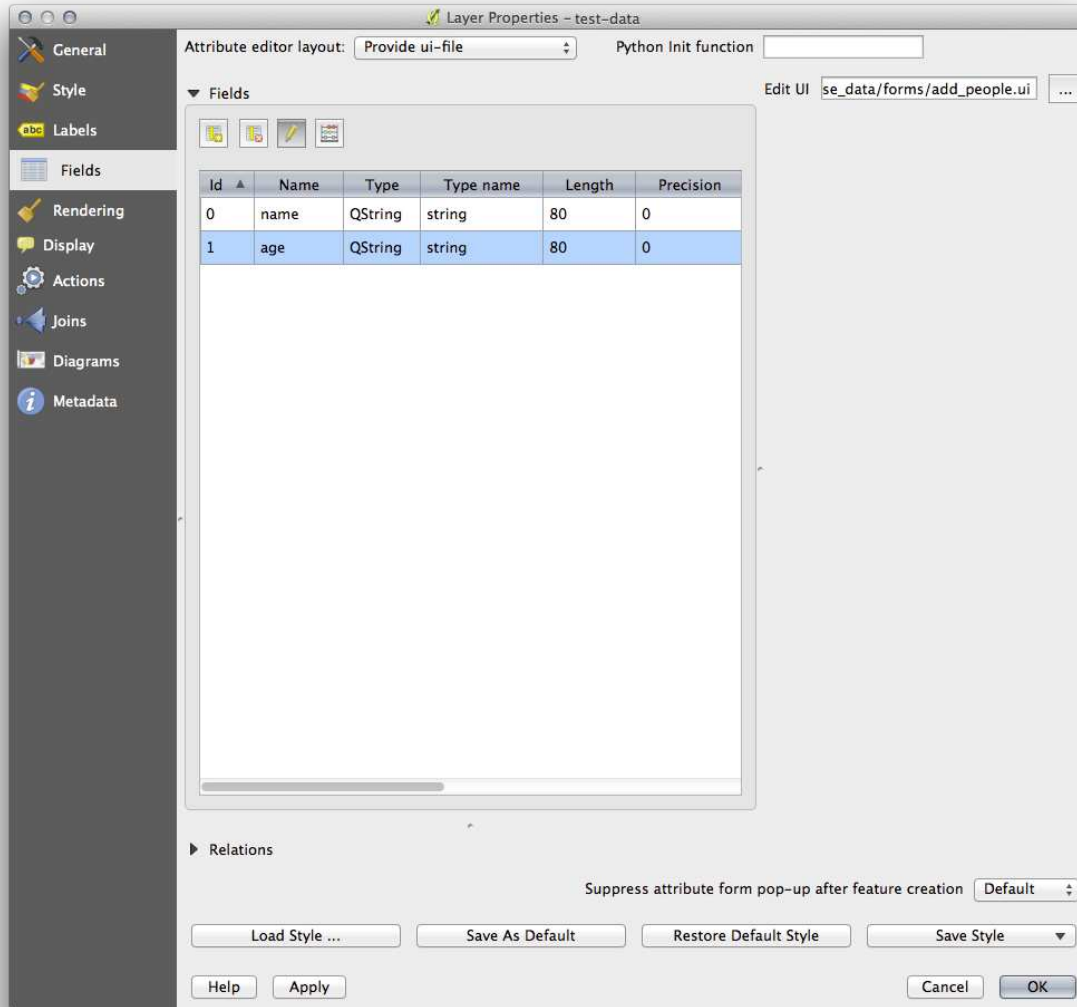 Layer Properties – test-data
General
Style
abc Labels
Fields
Rendering
Display
Actions
Joins
Diagrams
i Metadata
Attribute editor layout: Provide ui-file Python Init function
Fields
Edit UI se_data/forms/add_people.ui ...
Id Name Type Type name Length Precision
0 name QString string 80 0
1 age QString string 80 0
Relations
Suppress attribute form pop-up after feature creation Default
Load Style ... Save As Default Restore Default Style Save Style
Help Apply Cancel OK